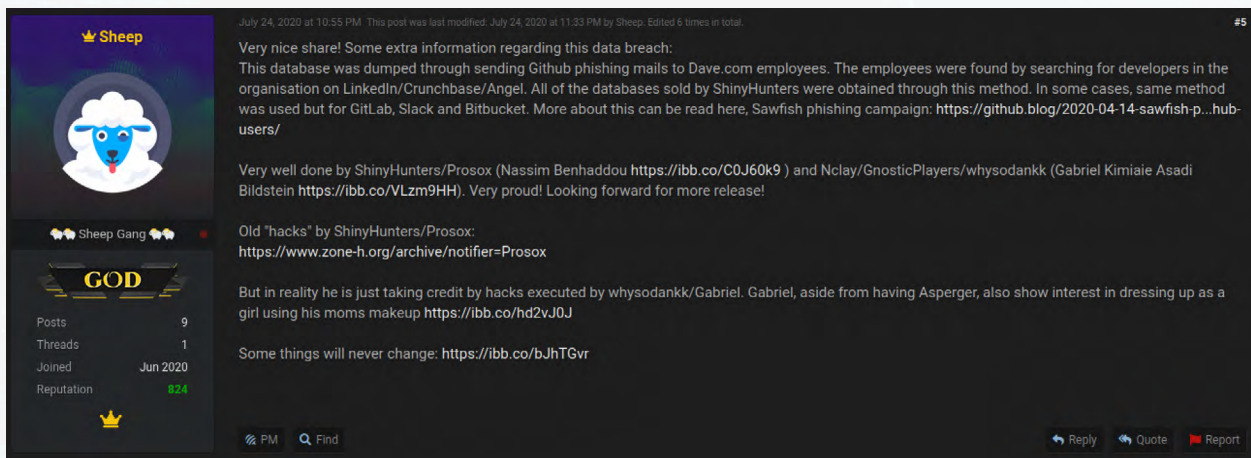 Sheep
Sheep Gang
GOD
Posts 9
Threads 1
Joined Jun 2020
Reputation 824
July 24, 2020 at 10:55 PM This post was last modified: July 24, 2020 at 11:33 PM by Sheep. Edited 6 times in total.
#5
Very nice share! Some extra information regarding this data breach:
This database was dumped through sending Github phishing mails to Dave.com employees. The employees were found by searching for developers in the
organisation on LinkedIn/Crunchbase/Angel. All of the databases sold by ShinyHunters were obtained through this method. In some cases, same method
was used but for GitLab, Slack and Bitbucket. More about this can be read here, Sawfish phishing campaign: https://github.blog/2020-04-14-sawfish-p...hub-
users/
Very well done by ShinyHunters/Prosox (Nassim Benhaddou https://ibb.co/C0J60k9 ) and Nclay/GnosticPlayers/whysodankk (Gabriel Kimiaie Asadi
Bildstein https://ibb.co/VLzm9HH). Very proud! Looking forward for more release!
Old "hacks" by ShinyHunters/Prosox:
https://www.zone-h.org/archive/notifier=Prosox
But in reality he is just taking credit by hacks executed by whysodankk/Gabriel. Gabriel, aside from having Asperger, also show interest in dressing up as a
girl using his moms makeup https://ibb.co/hd2vJ0J
Some things will never change: https://ibb.co/bJhTGvr
PM Find
Reply Quote Report